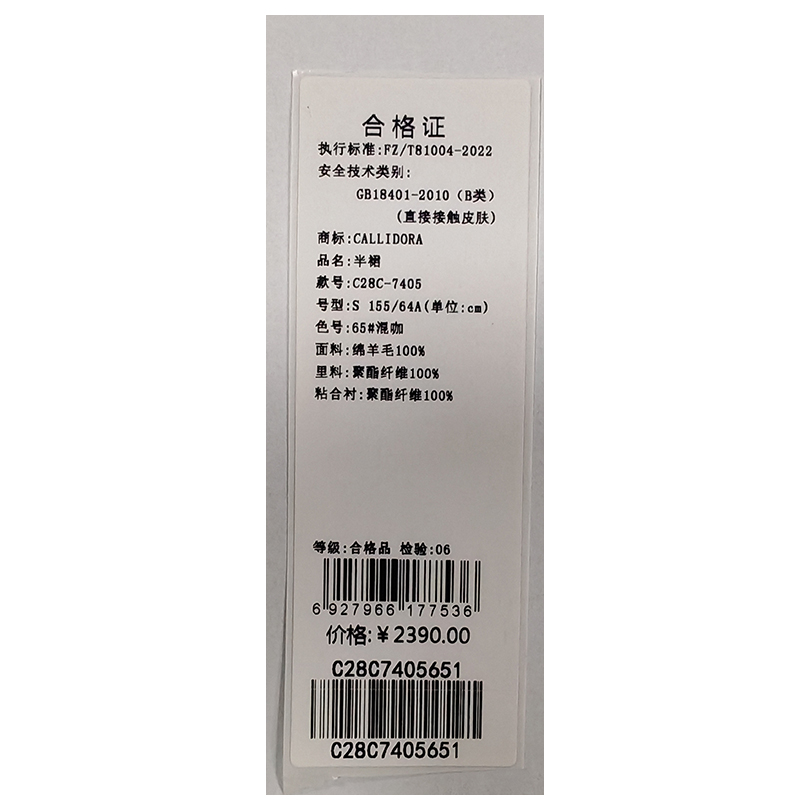 合格证
执行标准:FZ/T81004-2022
安全技术类别:
GB18401-2010（B类）
(直接接触皮肤)
商标:CALLIDORA
品名:半裙
款号:C28C-7405
号型:S 155/64A(单位:cm)
色号:65#混咖
面料:绵羊毛100%
里料:聚酯纤维100%
粘合衬:聚酯纤维100%
等级:合格品 检验:06
6 927966 177536
价格:￥2390.00
C28C7405651
C28C7405651